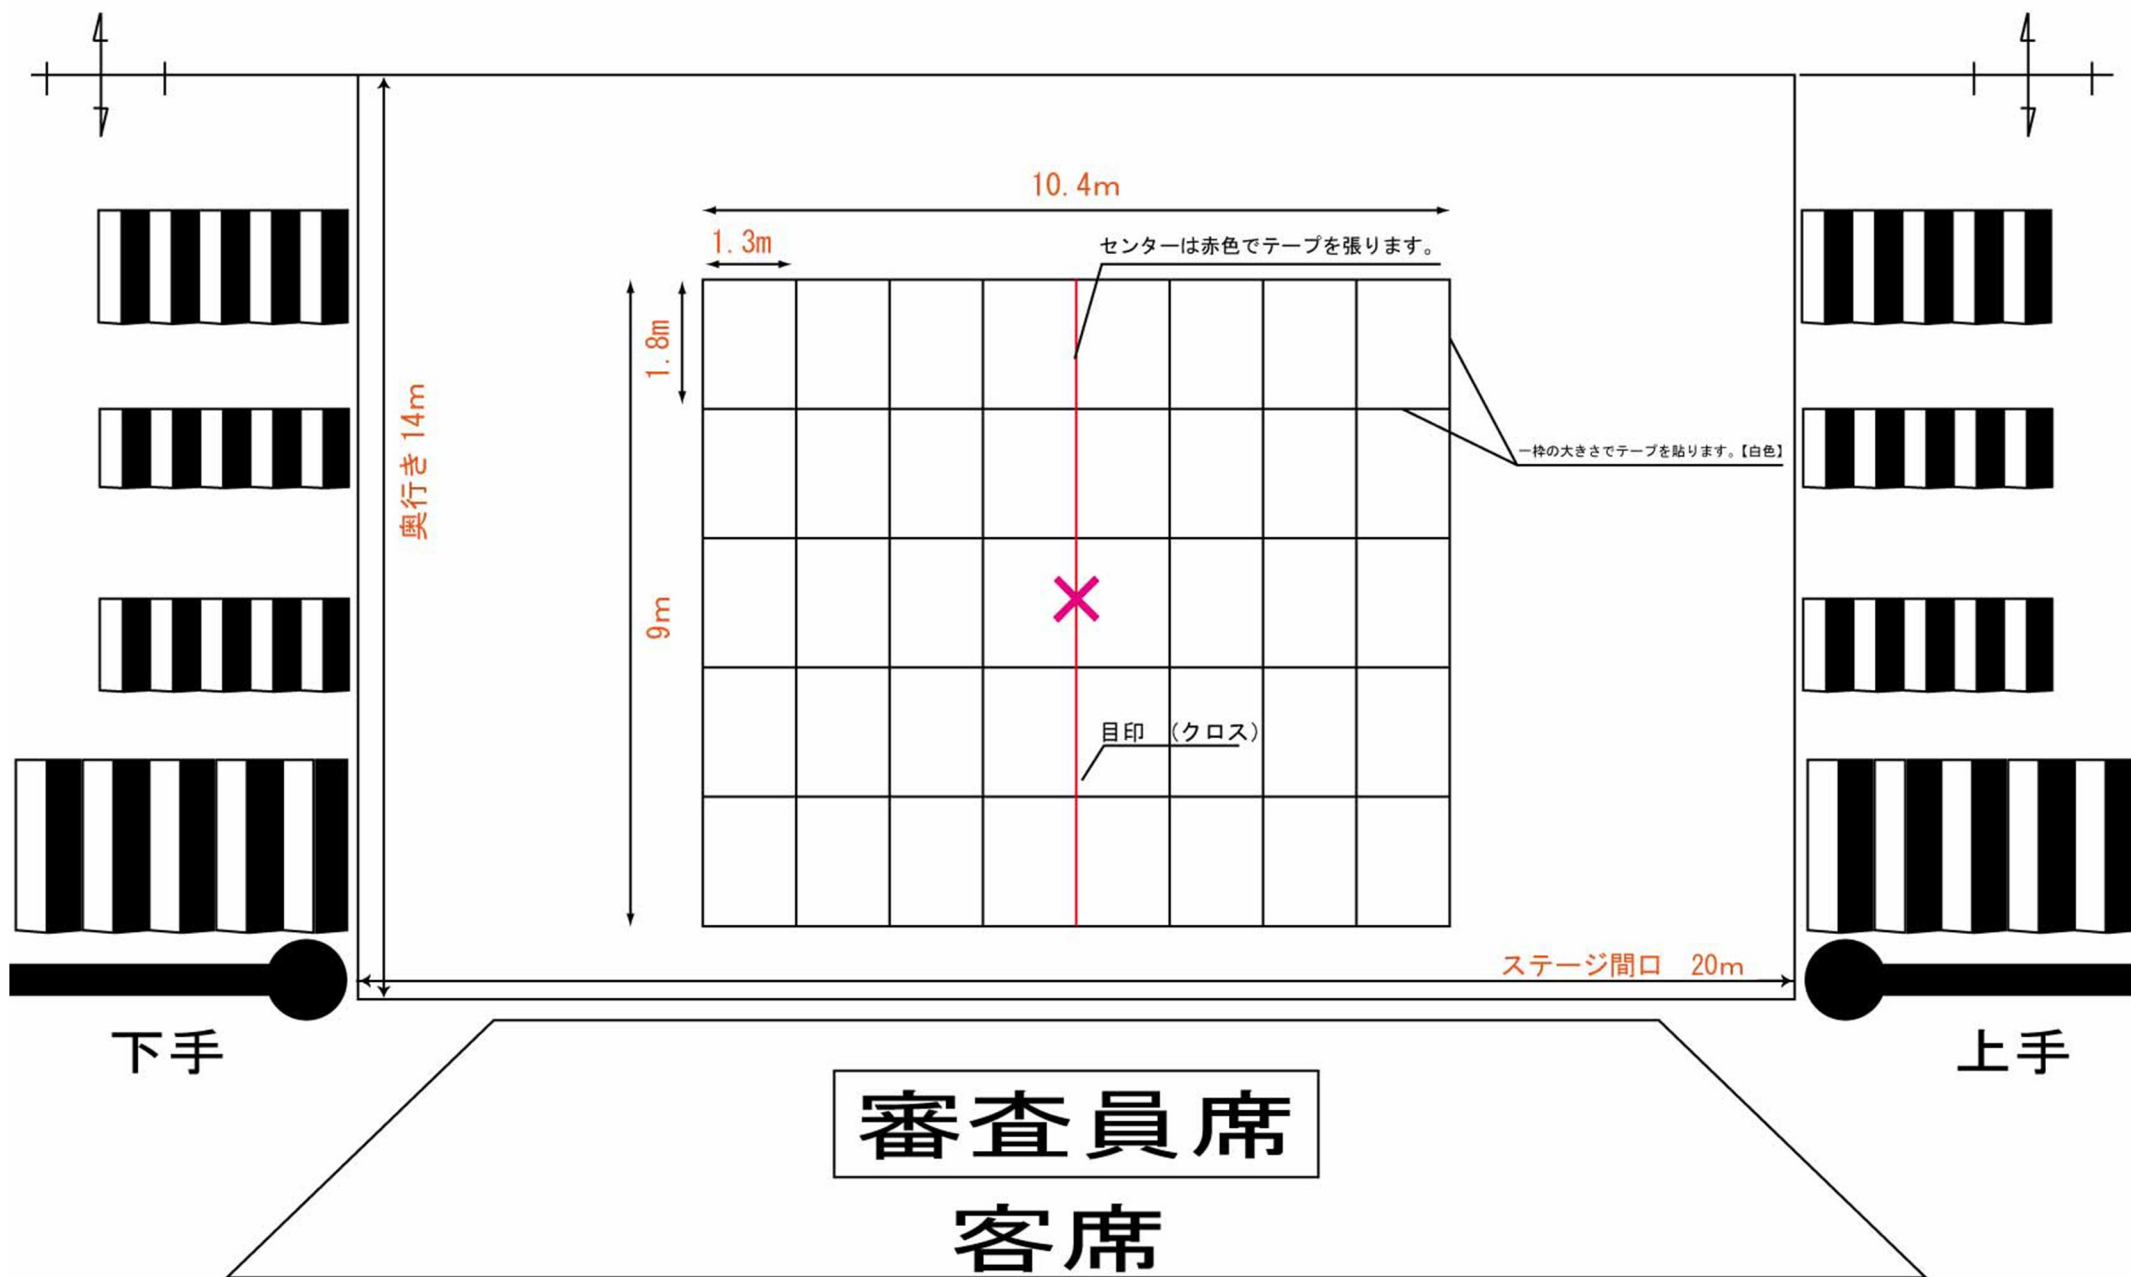 10.4m
1.3m
センターは赤色でテープを張ります。
1.8m
奥行き 14m
一枠の大きさでテープを貼ります。【白色】
9m
目印　(クロス)
ステージ間口　20m
下手
上手
審査員席
客席